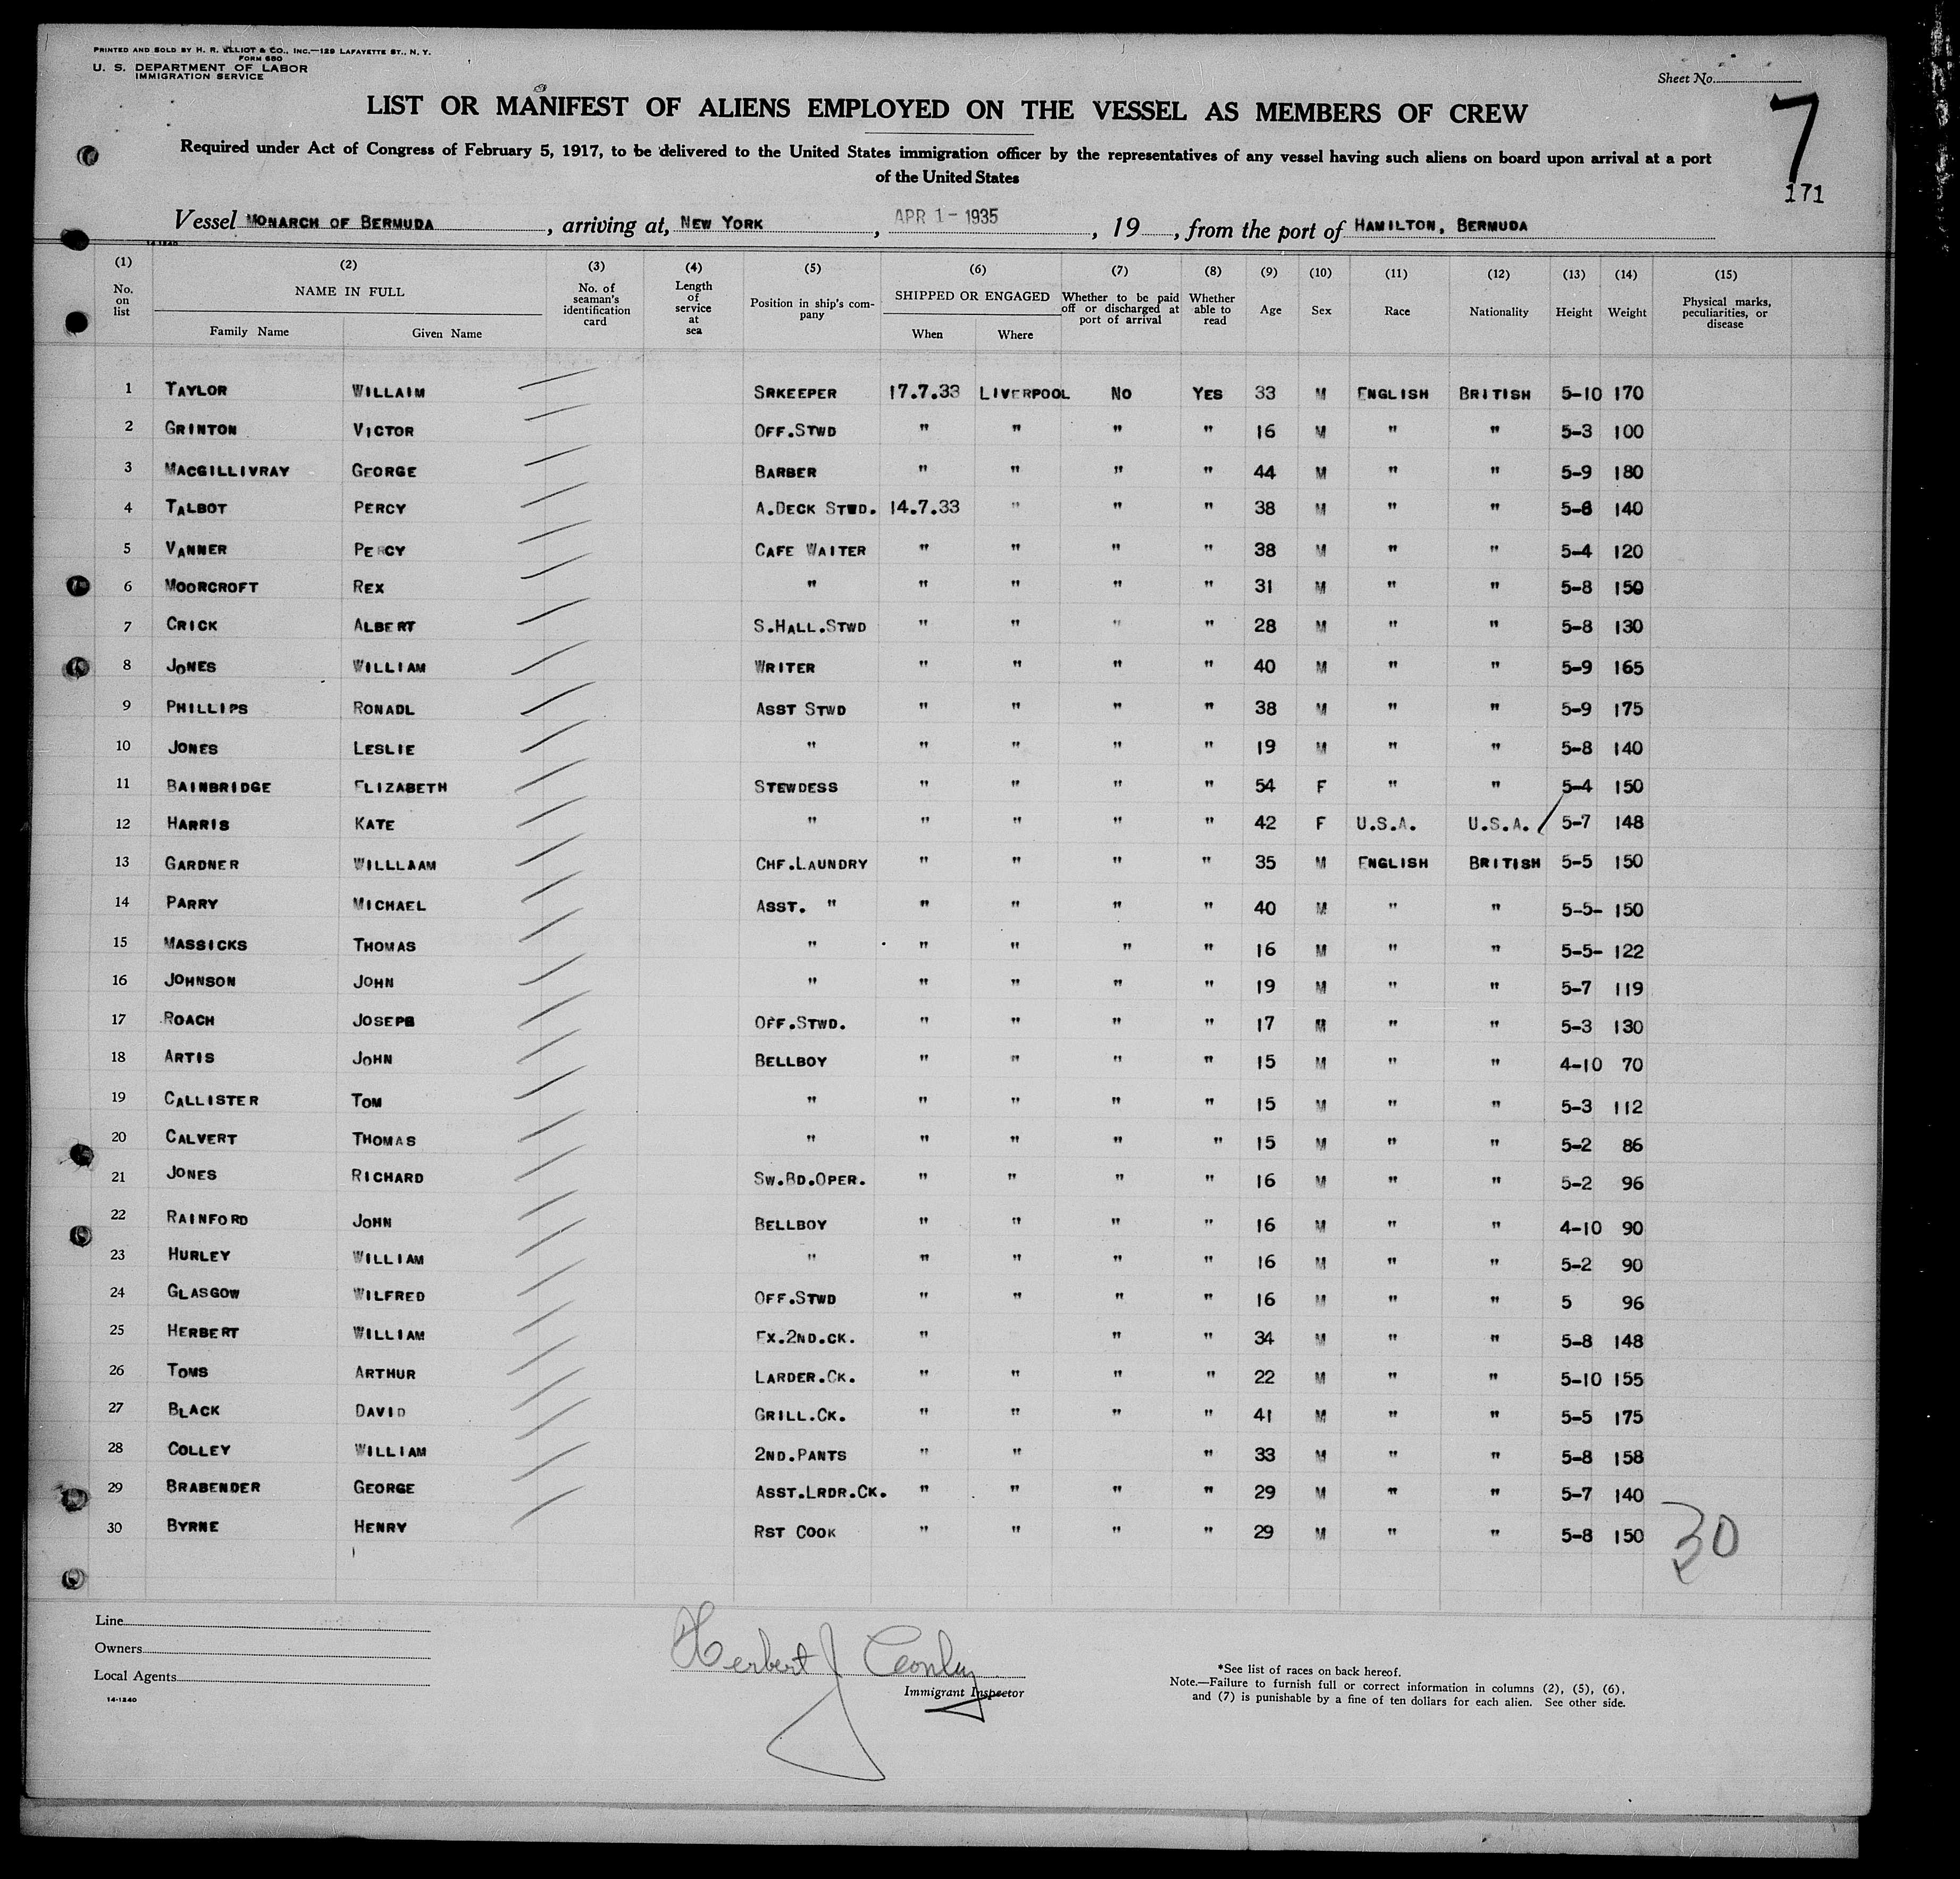 PRINTED AND SOLD BY H. R. ELLIOT & CO., INC.—129 LAFAYETTE ST., N. Y.
FORM 680
U. S. DEPARTMENT OF LABOR
IMMIGRATION SERVICE
Sheet No.
LIST OR MANIFEST OF ALIENS EMPLOYED ON THE VESSEL AS MEMBERS OF CREW
7
Required under Act of Congress of February 5, 1917, to be delivered to the United States immigration officer by the representatives of any vessel having such aliens on board upon arrival at a port
of the United States
171
Vessel MONARCH OF BERMUDA, arriving at, NEW YORK, APR 1 - 1935, 19, from the port of HAMILTON, BERMUDA
14-1240
(1) (2) (3) (4) (5) (6) (7) (8) (9) (10) (11) (12) (13) (14) (15)
No. on list NAME IN FULL Family Name Given Name No. of seaman's identification card Length of service at sea Position in ship's company SHIPPED OR ENGAGED When Where Whether to be paid off or discharged at port of arrival Whether able to read Age Sex Race Nationality Height Weight Physical marks, peculiarities, or disease
1 TAYLOR WILLAIM SRKEEPER 17.7.33 LIVERPOOL NO YES 33 M ENGLISH BRITISH 5-10 170
2 GRINTON VICTOR OFF.STWD " " " " 16 M " " 5-3 100
3 MACGILLIVRAY GEORGE BARBER " " " " 44 M " " 5-9 180
4 TALBOT PERCY A.DECK STWD. 14.7.33 " " " 38 M " " 5-6 140
5 VANNER PERCY CAFE WAITER " " " " 38 M " " 5-4 120
6 MOORCROFT REX " " " " " 31 M " " 5-8 150
7 CRICK ALBERT S.HALL.STWD " " " " 28 M " " 5-8 130
8 JONES WILLIAM WRITER " " " " 40 M " " 5-9 165
9 PHILLIPS RONADL ASST STWD " " " " 38 M " " 5-9 175
10 JONES LESLIE " " " " " 19 M " " 5-8 140
11 BAINBRIDGE ELIZABETH STEWDESS " " " " 54 F " " 5-4 150
12 HARRIS KATE " " " " " 42 F U.S.A. U.S.A. 5-7 148
13 GARDNER WILLLAAM CHF.LAUNDRY " " " " 35 M ENGLISH BRITISH 5-5 150
14 PARRY MICHAEL ASST. " " " " " 40 M " " 5-5- 150
15 MASSICKS THOMAS " " " " " 16 M " " 5-5- 122
16 JOHNSON JOHN " " " " " 19 M " " 5-7 119
17 ROACH JOSEPB OFF.STWD. " " " " 17 M " " 5-3 130
18 ARTIS JOHN BELLBOY " " " " 15 M " " 4-10 70
19 CALLISTER TOM " " " " " 15 M " " 5-3 112
20 CALVERT THOMAS " " " " " 15 M " " 5-2 86
21 JONES RICHARD SW.BD.OPER. " " " " 16 M " " 5-2 96
22 RAINFORD JOHN BELLBOY " " " " 16 M " " 4-10 90
23 HURLEY WILLIAM " " " " " 16 M " " 5-2 90
24 GLASGOW WILFRED OFF.STWD " " " " 16 M " " 5 96
25 HERBERT WILLIAM EX.2ND.CK. " " " 34 M " " 5-8 148
26 TOMS ARTHUR LARDER.CK. " " " " 22 M " " 5-10 155
27 BLACK DAVID GRILL.CK. " " " " 41 M " " 5-5 175
28 COLLEY WILLIAM 2ND.PANTS " " " 33 M " " 5-8 158
29 BRABENDER GEORGE ASST.LRDR.CK. " " " " 29 M " " 5-7 140
30 BYRNE HENRY RST COOK " " " " 29 M " " 5-8 150
30
Line
Owners
Local Agents
14-1240
Herbert J Conley
Immigrant Inspector
*See list of races on back hereof.
Note.—Failure to furnish full or correct information in columns (2), (5), (6),
and (7) is punishable by a fine of ten dollars for each alien. See other side.